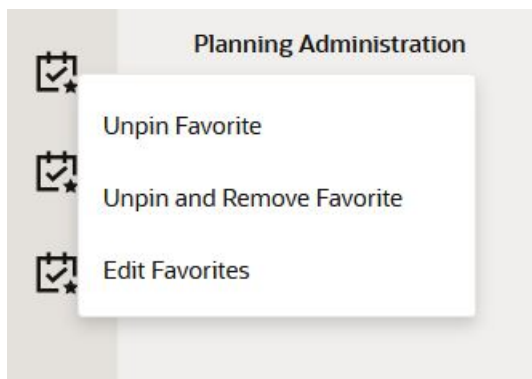 Planning Administration
Unpin Favorite
Unpin and Remove Favorite
Edit Favorites